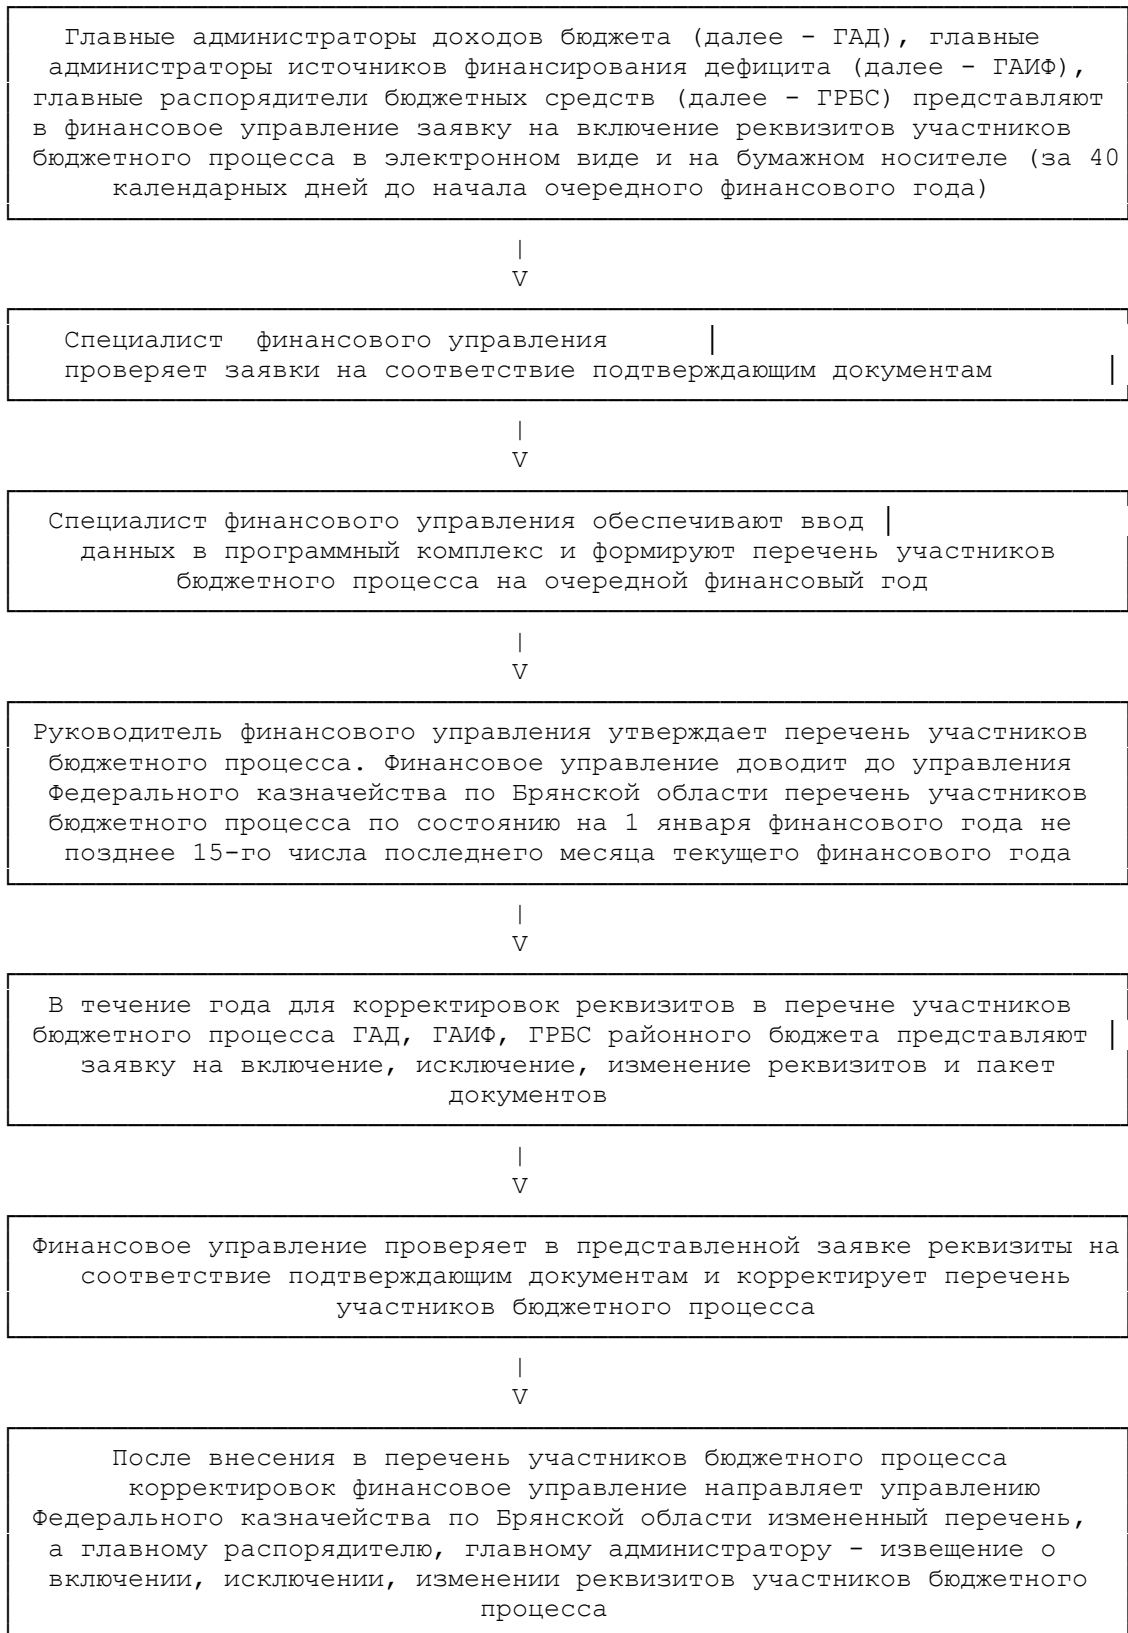 Главные администраторы доходов бюджета (далее - ГАД), главные
администраторы источников финансирования дефицита (далее - ГАИФ),
главные распорядители бюджетных средств (далее - ГРБС) представляют
в финансовое управление заявку на включение реквизитов участников
бюджетного процесса в электронном виде и на бумажном носителе (за 40
календарных дней до начала очередного финансового года)
Специалист финансового управления
проверяет заявки на соответствие подтверждающим документам
Специалист финансового управления обеспечивают ввод
данных в программный комплекс и формируют перечень участников
бюджетного процесса на очередной финансовый год
Руководитель финансового управления утверждает перечень участников
бюджетного процесса. Финансовое управление доводит до управления
Федерального казначейства по Брянской области перечень участников
бюджетного процесса по состоянию на 1 января финансового года не
позднее 15-го числа последнего месяца текущего финансового года
В течение года для корректировок реквизитов в перечне участников
бюджетного процесса ГАД, ГАИФ, ГРБС районного бюджета представляют
заявку на включение, исключение, изменение реквизитов и пакет
документов
Финансовое управление проверяет в представленной заявке реквизиты на
соответствие подтверждающим документам и корректирует перечень
участников бюджетного процесса
После внесения в перечень участников бюджетного процесса
корректировок финансовое управление направляет управлению
Федерального казначейства по Брянской области измененный перечень,
а главному распорядителю, главному администратору - извещение о
включении, исключении, изменении реквизитов участников бюджетного
процесса